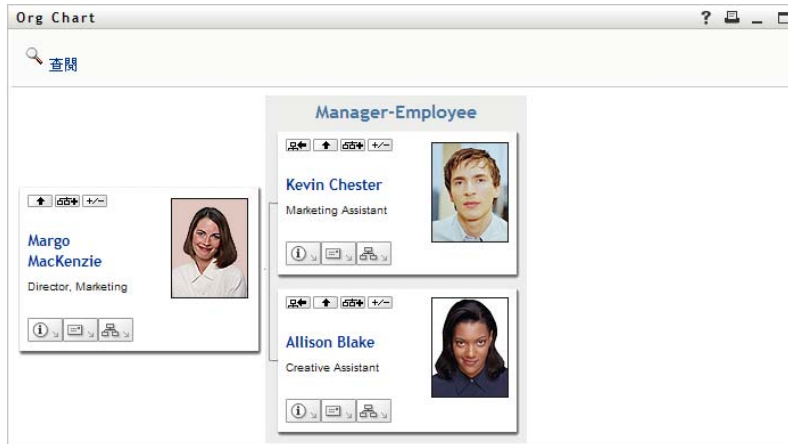 Org Chart
查閱
Manager-Employee
Margo
MacKenzie
Director, Marketing
Kevin Chester
Marketing Assistant
Allison Blake
Creative Assistant